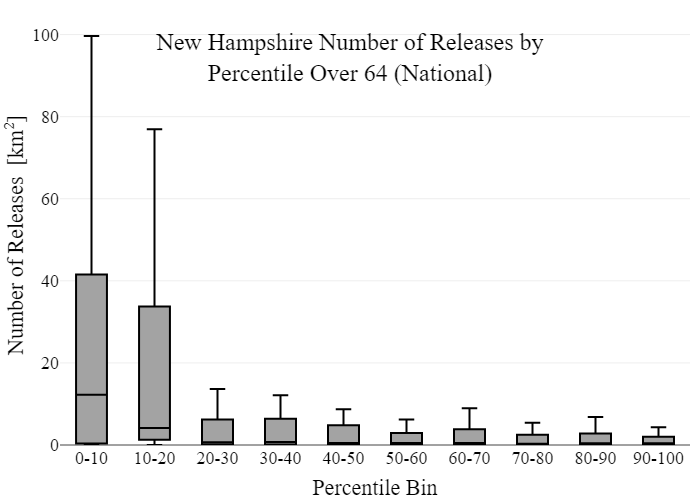 New Hampshire Number of Releases by
Percentile Over 64 (National)
Number of Releases [km²]
100
80
60
40
20
0
0-10 10-20 20-30 30-40 40-50 50-60 60-70 70-80 80-90 90-100
Percentile Bin